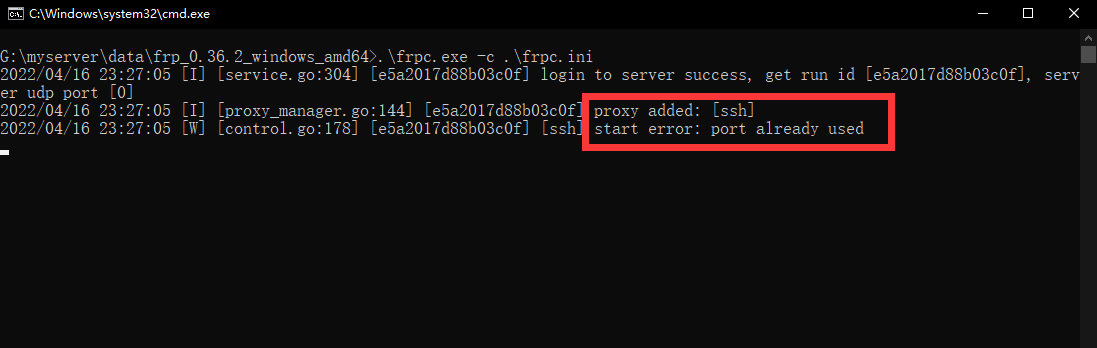 C:\Windows\system32\cmd.exe
G:\myserver\data\frp_0.36.2_windows_amd64>.\frpc.exe -c .\frpc.ini
2022/04/16 23:27:05 [I] [service.go:304] [e5a2017d88b03c0f] login to server success, get run id [e5a2017d88b03c0f], serv
er udp port [0]
2022/04/16 23:27:05 [I] [proxy_manager.go:144] [e5a2017d88b03c0f] proxy added: [ssh]
2022/04/16 23:27:05 [W] [control.go:178] [e5a2017d88b03c0f] [ssh] start error: port already used